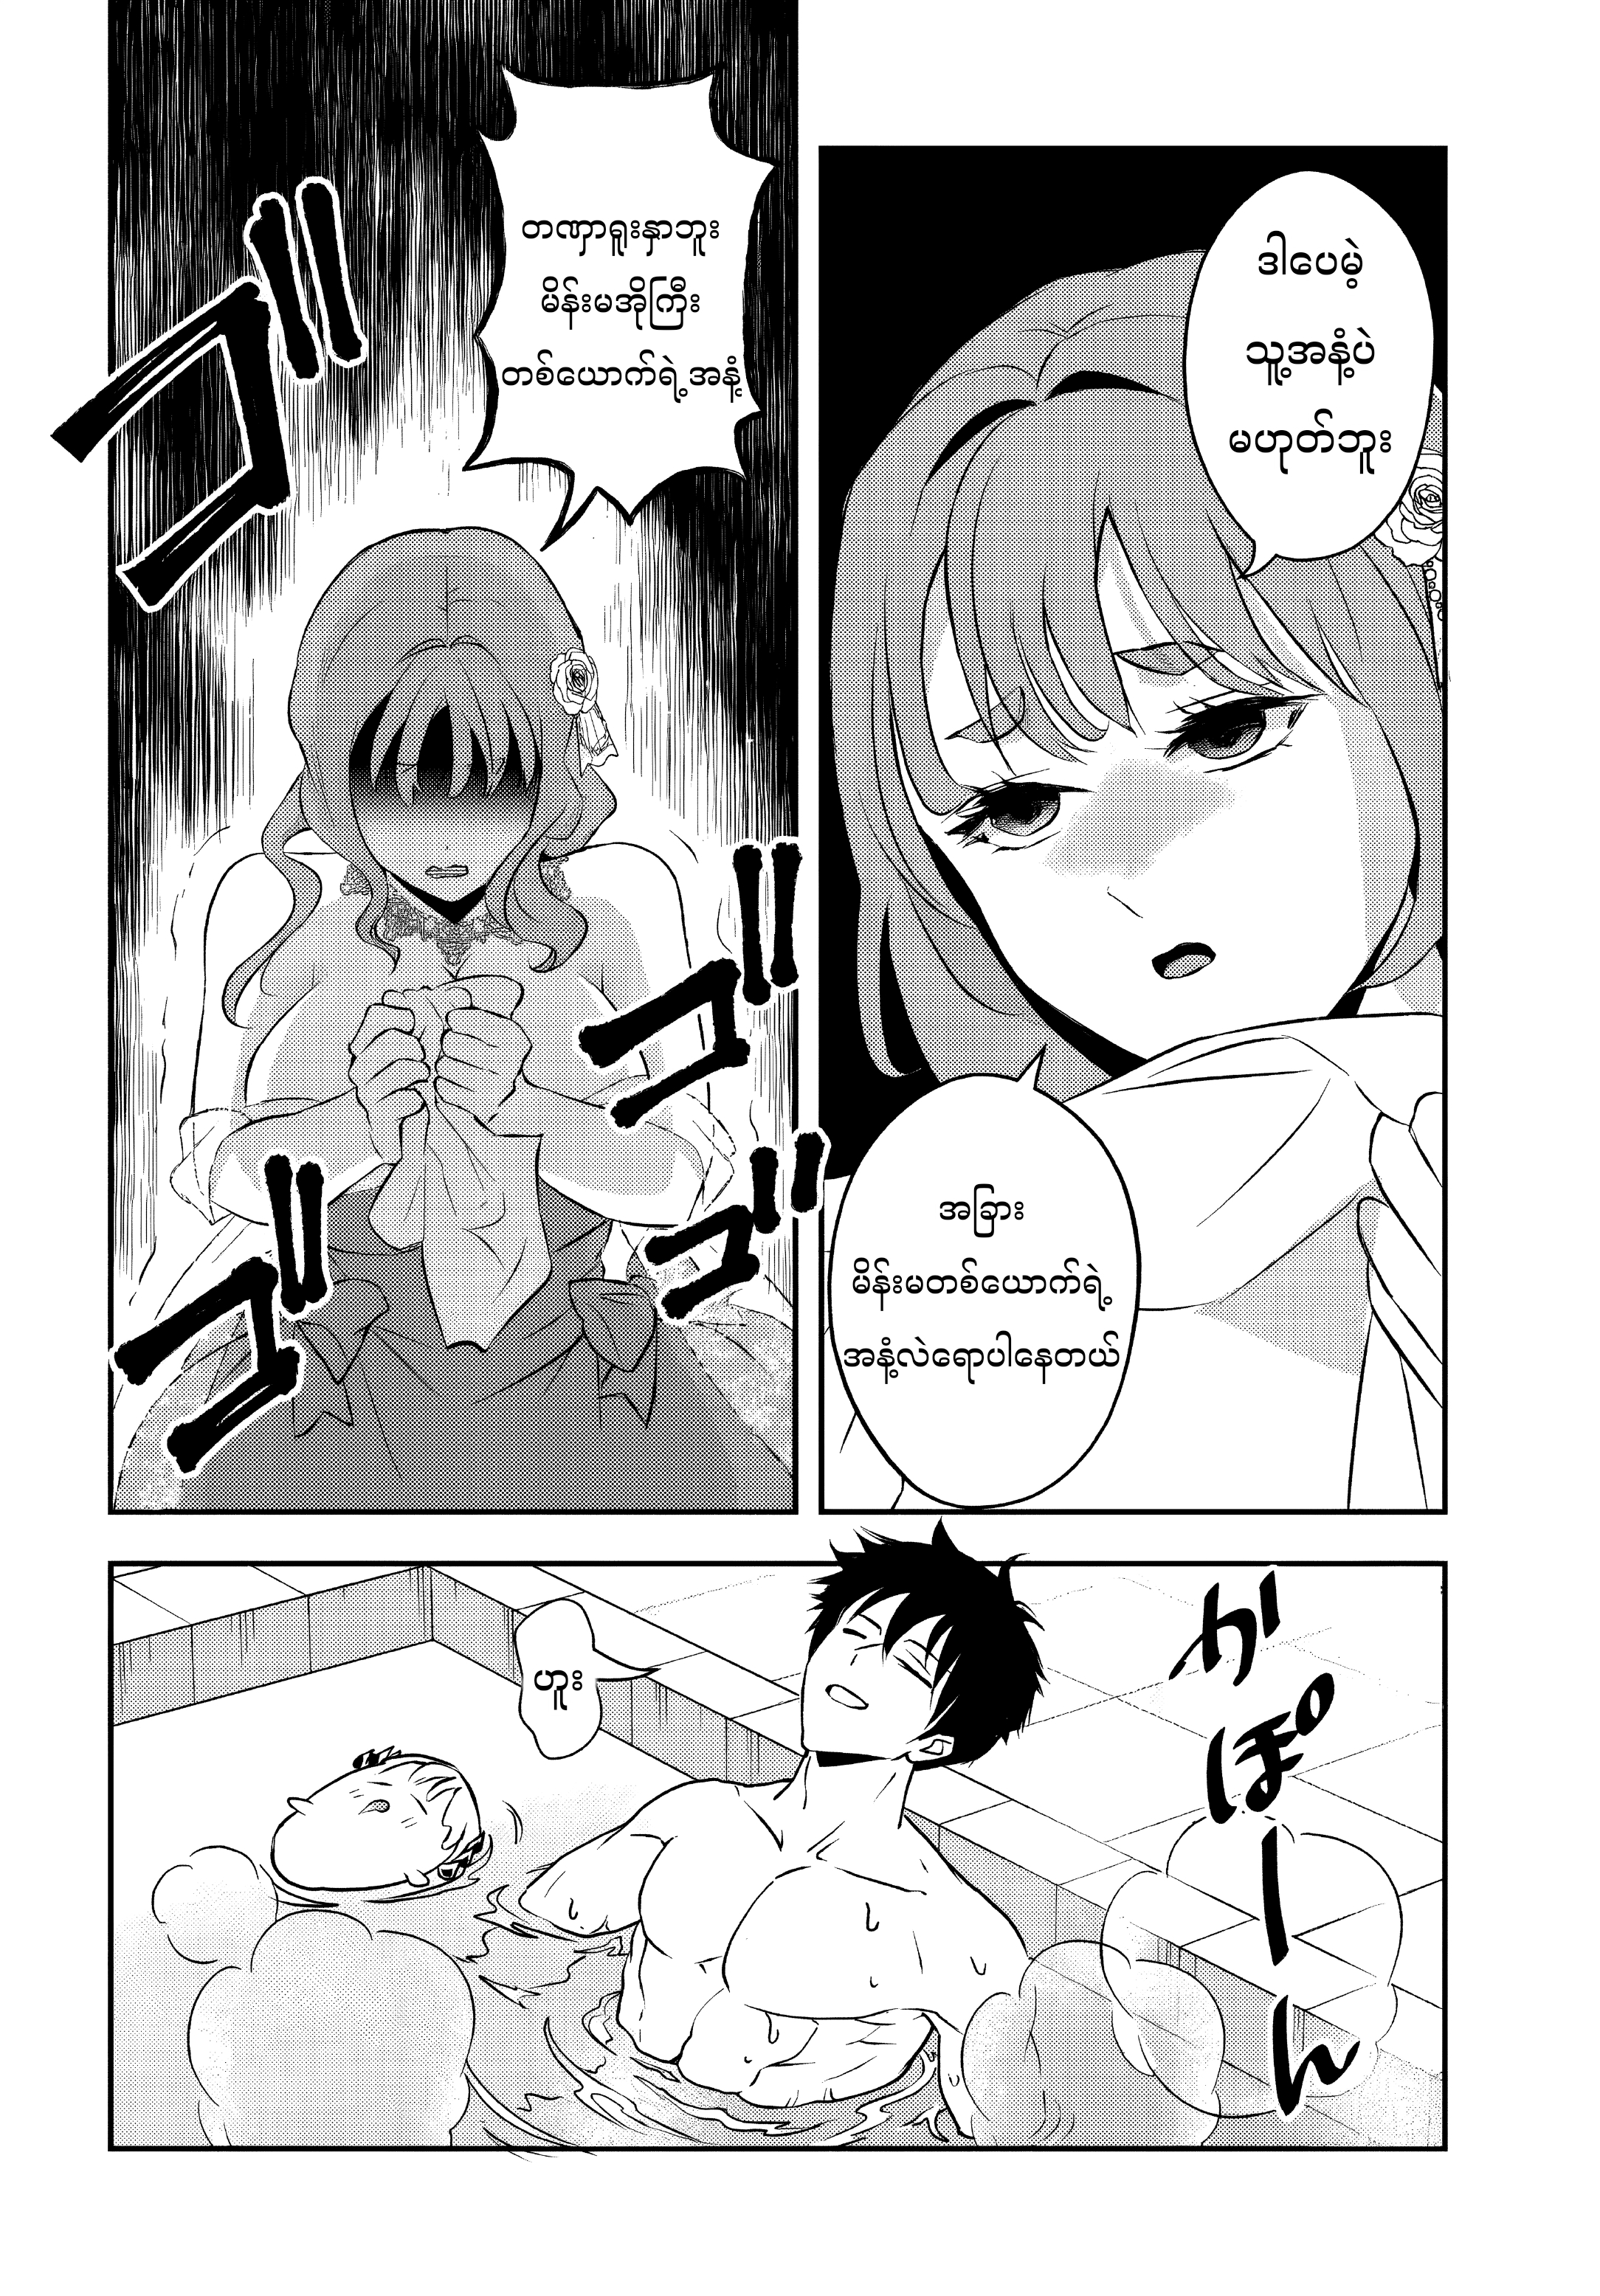 ဒါပေမဲ့
သူ့အနံ့ပဲ
မဟုတ်ဘူး
အခြား
မိန်းမတစ်ယောက်ရဲ့
အနံ့လဲရောပါနေတယ်
တဏှာရူးနှာဘူး
မိန်းမအိုကြီး
တစ်ယောက်ရဲ့အနံ့
ゴ
ゴ
ゴ
ゴ
かぽーん
ဟူး